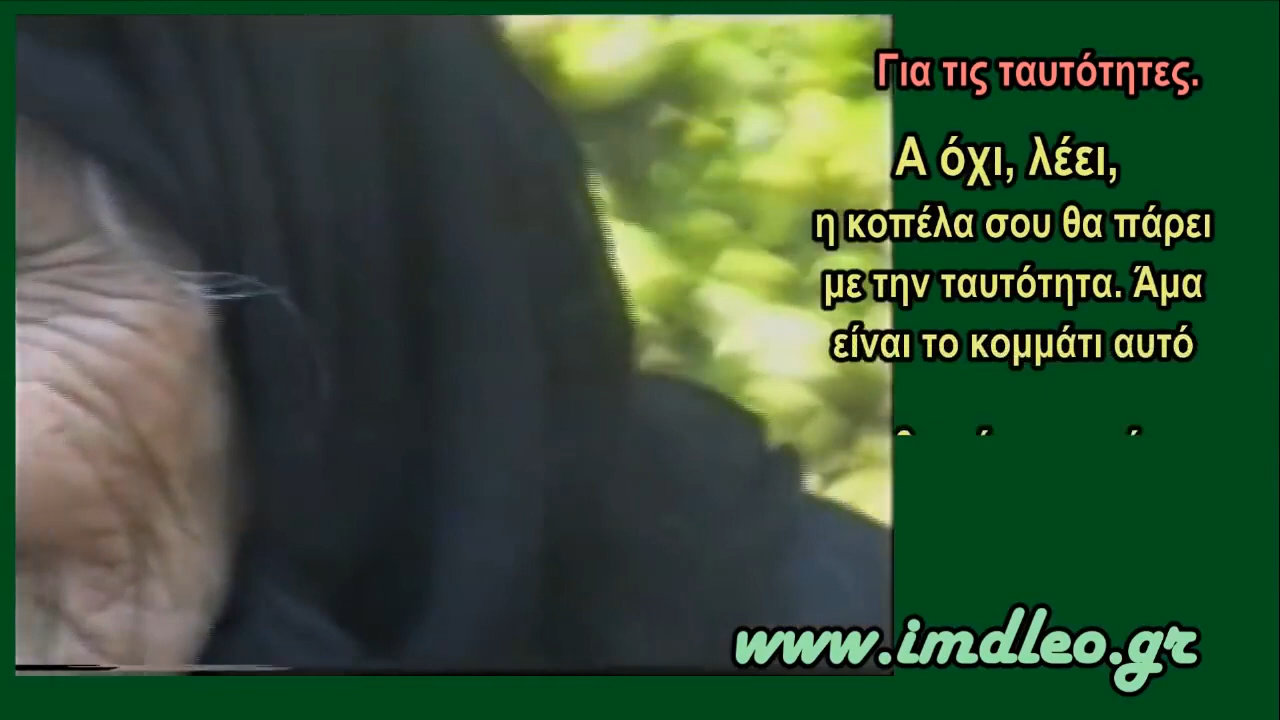 Για τις ταυτότητες.
Α όχι, λέει,
η κοπέλα σου θα πάρει
με την ταυτότητα. Άμα
είναι το κομμάτι αυτό
www.imdleo.gr